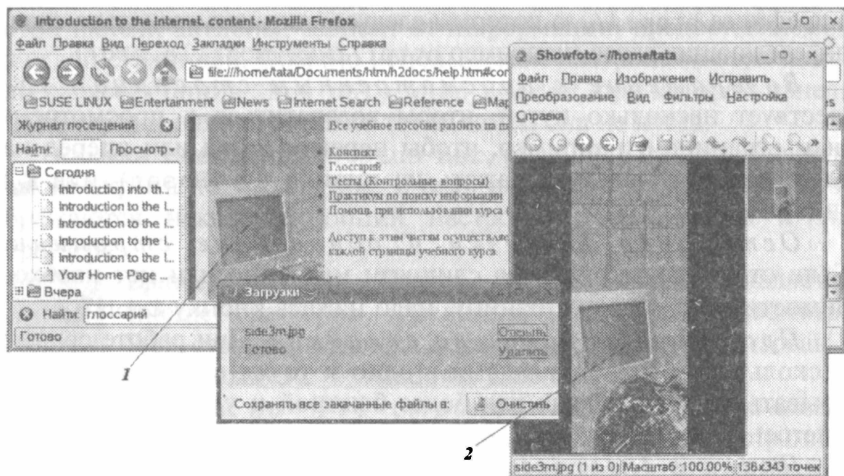 Introduction to the Internet. content - Mozilla Firefox
Файл Правка Вид Переход Закладки Инструменты Справка
file:///home/tata/Documents/htm/h2docs/help.htm#cor
SUSE LINUX Entertainment News Internet Search Reference Map
Журнал посещений
Найти: Просмотр
Сегодня
Introduction into th...
Introduction to the I...
Introduction to the I...
Introduction to the I...
Introduction to the I...
Your Home Page ...
Вчера
Все учебное пособие разбито на
Конспект
Глоссарий
Тесты (Контрольные вопросы)
Практикум по поиску информации
Помощь при использовании курса (
Доступ к этим частям осуществляе
каждой страницы учебного курса.
Найти: глоссарий
Готово
Загрузки
side3m.jpg Открыть
Готово Удалить
Сохранять все закачанные файлы в: Очистить
Showfoto - //home/tata
Файл Правка Изображение Исправить
Преобразование Вид Фильтры Настройка
Справка
side3m.jpg (1 из 0) Масштаб :100.00% 136x343 точек
1
2